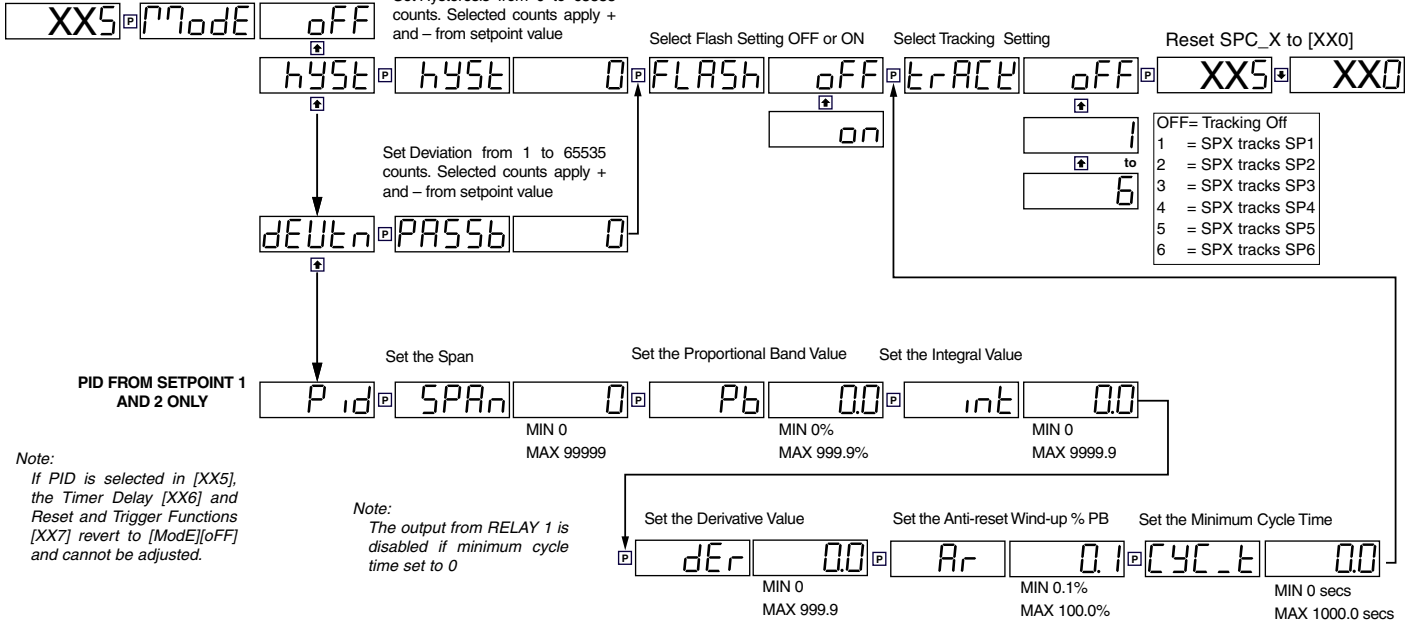 Set Hysteresis from 0 to 65535
counts. Selected counts apply +
and – from setpoint value
XX5 P ModE oFF
Select Flash Setting OFF or ON
Select Tracking Setting
Reset SPC_X to [XX0]
hYSt P hYSt 0 P FLASh oFF P trACK oFF P XX5 XX0
on
1
to
6
OFF= Tracking Off
1 = SPX tracks SP1
2 = SPX tracks SP2
3 = SPX tracks SP3
4 = SPX tracks SP4
5 = SPX tracks SP5
6 = SPX tracks SP6
Set Deviation from 1 to 65535
counts. Selected counts apply +
and – from setpoint value
dEVtn P PASSb 0
Set the Span
Set the Proportional Band Value
Set the Integral Value
PID FROM SETPOINT 1
AND 2 ONLY
Pid P SPAn 0 P Pb 0.0 P int 0.0
MIN 0
MAX 99999
MIN 0%
MAX 999.9%
MIN 0
MAX 9999.9
Note:
If PID is selected in [XX5],
the Timer Delay [XX6] and
Reset and Trigger Functions
[XX7] revert to [ModE][oFF]
and cannot be adjusted.
Note:
The output from RELAY 1 is
disabled if minimum cycle
time set to 0
Set the Derivative Value
Set the Anti-reset Wind-up % PB
Set the Minimum Cycle Time
P dEr 0.0 P Ar 0.1 P CYC_t 0.0
MIN 0
MAX 999.9
MIN 0.1%
MAX 100.0%
MIN 0 secs
MAX 1000.0 secs